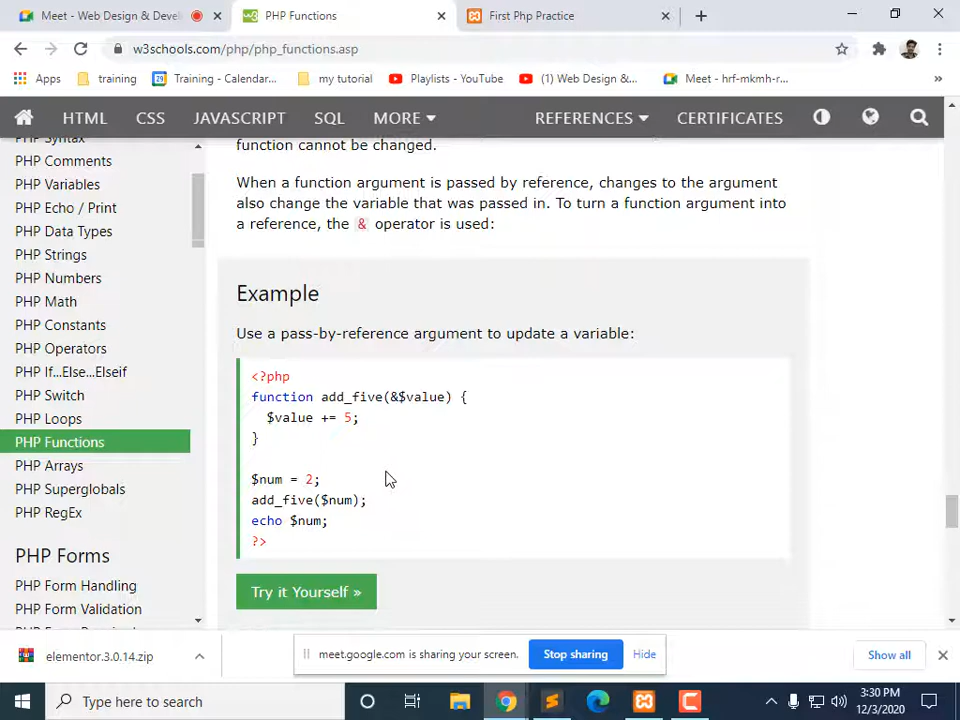 Meet - Web Design & Devel
PHP Functions
First Php Practice
w3schools.com/php/php_functions.asp
Apps
training
Training - Calendar...
my tutorial
Playlists - YouTube
(1) Web Design &...
Meet - hrf-mkmh-r...
»
HTML
CSS
JAVASCRIPT
SQL
MORE
REFERENCES
CERTIFICATES
PHP Syntax
PHP Comments
PHP Variables
PHP Echo / Print
PHP Data Types
PHP Strings
PHP Numbers
PHP Math
PHP Constants
PHP Operators
PHP If...Else...Elseif
PHP Switch
PHP Loops
PHP Functions
PHP Arrays
PHP Superglobals
PHP RegEx
PHP Forms
PHP Form Handling
PHP Form Validation
function cannot be changed.
When a function argument is passed by reference, changes to the argument
also change the variable that was passed in. To turn a function argument into
a reference, the & operator is used:
Example
Use a pass-by-reference argument to update a variable:
<?php
function add_five(&$value) {
$value += 5;
}
$num = 2;
add_five($num);
echo $num;
?>
Try it Yourself »
elementor.3.0.14.zip
meet.google.com is sharing your screen.
Stop sharing
Hide
Show all
Type here to search
3:30 PM
12/3/2020